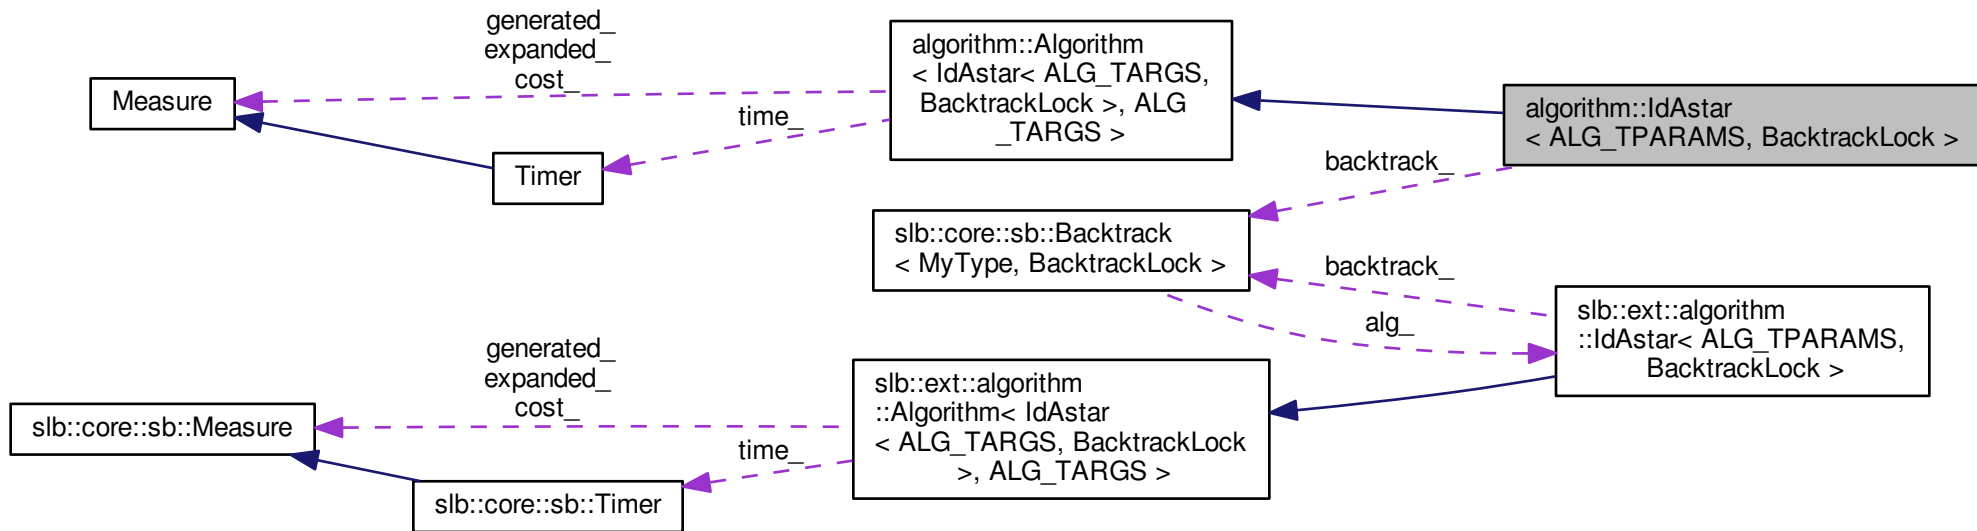 generated_
expanded_
cost_
Measure
time_
Timer
algorithm::Algorithm
< IdAstar< ALG_TARGS,
BacktrackLock >, ALG
_TARGS >
algorithm::IdAstar
< ALG_TPARAMS, BacktrackLock >
backtrack_
slb::core::sb::Backtrack
< MyType, BacktrackLock >
backtrack_
alg_
slb::ext::algorithm
::IdAstar< ALG_TPARAMS,
BacktrackLock >
generated_
expanded_
cost_
slb::core::sb::Measure
time_
slb::core::sb::Timer
slb::ext::algorithm
::Algorithm< IdAstar
< ALG_TARGS, BacktrackLock
>, ALG_TARGS >